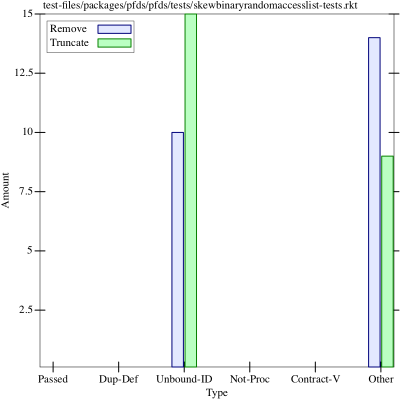 test-files/packages/pfds/pfds/tests/skewbinaryrandomaccesslist-tests.rkt
15
Remove
Truncate
12.5
10
7.5
5
2.5
Amount
Passed Dup-Def Unbound-ID Not-Proc Contract-V Other
Type